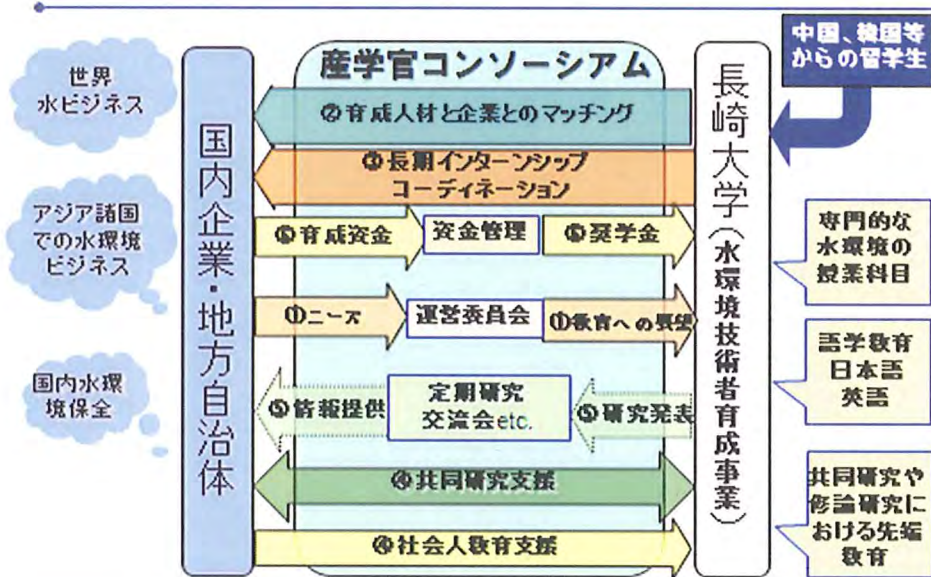 中国、韓国等
からの留学生
産学官コンソーシアム
世界
水ビジネス
アジア諸国
での水環境
ビジネス
国内水環
境保全
国内企業・地方自治体
②育成人材と企業とのマッチング
③長期インターンシップ
コーディネーション
⑥育成資金
資金管理
⑥奨学金
①ニーズ
運営委員会
①教育への要望
⑤情報提供
定期研究
交流会etc.
⑤研究発表
④共同研究支援
④社会人教育支援
長崎大学(水環境技術者育成事業)
専門的な
水環境の
授業科目
語学教育
日本語
英語
共同研究や
修論研究に
おける先端
教育